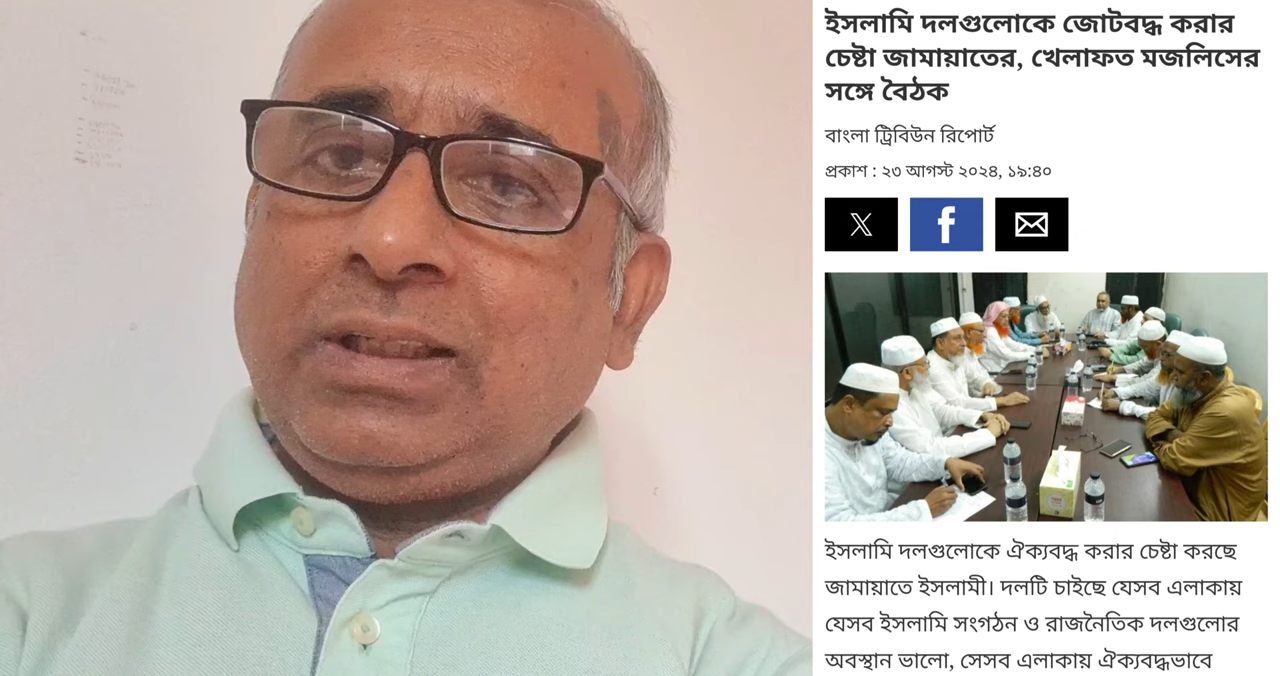 ইসলামি দলগুলোকে জোটবদ্ধ করার
চেষ্টা জামায়াতের, খেলাফত মজলিসের
সঙ্গে বৈঠক
বাংলা ট্রিবিউন রিপোর্ট
প্রকাশ : ২৩ আগস্ট ২০২৪, ১৯:৪০
ইসলামি দলগুলোকে ঐক্যবদ্ধ করার চেষ্টা করছে
জামায়াতে ইসলামী। দলটি চাইছে যেসব এলাকায়
যেসব ইসলামি সংগঠন ও রাজনৈতিক দলগুলোর
অবস্থান ভালো, সেসব এলাকায় ঐক্যবদ্ধভাবে